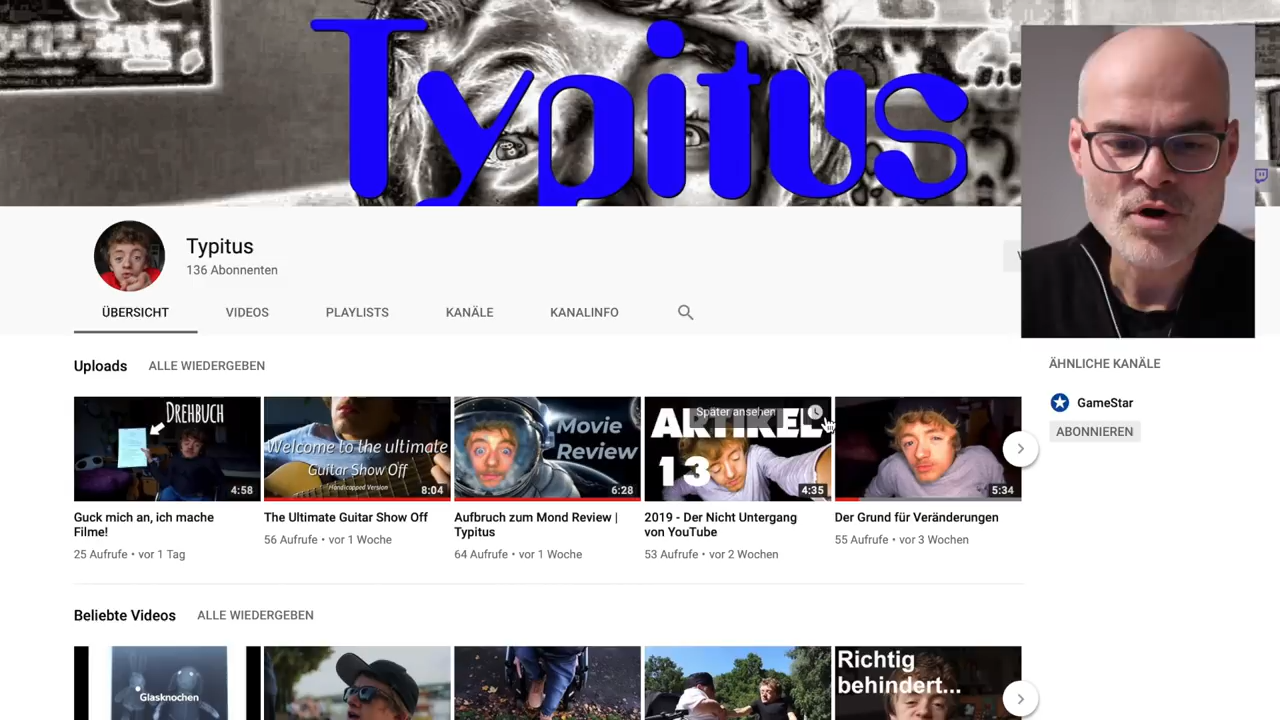 Typitus
Typitus
136 Abonnenten
ÜBERSICHT
VIDEOS
PLAYLISTS
KANÄLE
KANALINFO
Uploads
ALLE WIEDERGEBEN
ÄHNLICHE KANÄLE
GameStar
ABONNIEREN
DREHBUCH
4:58
Welcome to the ultimate
Guitar Show Off
Handicapped Version
8:04
Movie
Review
6:28
Später ansehen
ARTIKEL
13
4:35
5:34
Guck mich an, ich mache
Filme!
25 Aufrufe • vor 1 Tag
The Ultimate Guitar Show Off
56 Aufrufe • vor 1 Woche
Aufbruch zum Mond Review |
Typitus
64 Aufrufe • vor 1 Woche
2019 - Der Nicht Untergang
von YouTube
53 Aufrufe • vor 2 Wochen
Der Grund für Veränderungen
55 Aufrufe • vor 3 Wochen
Beliebte Videos
ALLE WIEDERGEBEN
Glasknochen
Richtig
behindert...